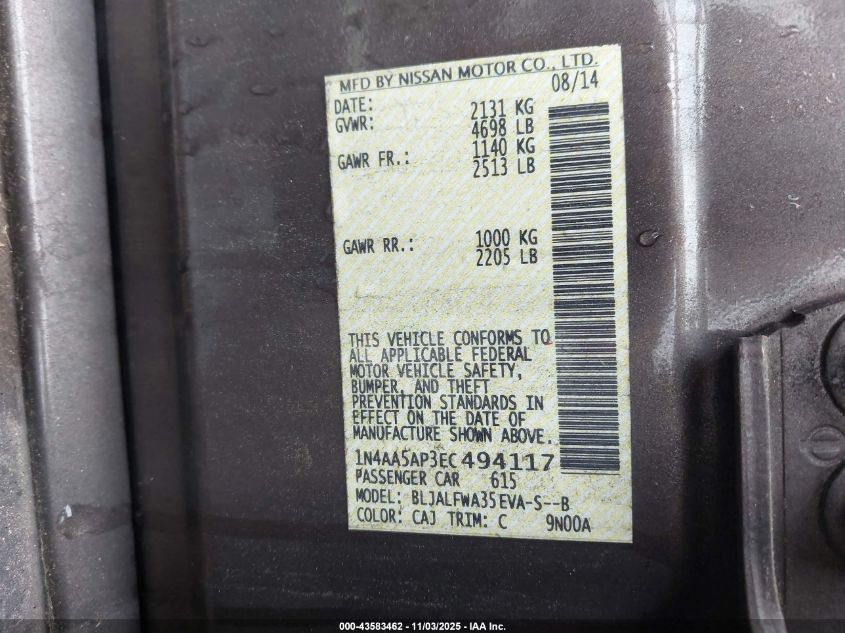 MFD BY NISSAN MOTOR CO., LTD.
DATE: 08/14
GVWR: 2131 KG
4698 LB
GAWR FR.: 1140 KG
2513 LB
GAWR RR.: 1000 KG
2205 LB
THIS VEHICLE CONFORMS TO
ALL APPLICABLE FEDERAL
MOTOR VEHICLE SAFETY,
BUMPER, AND THEFT
PREVENTION STANDARDS IN
EFFECT ON THE DATE OF
MANUFACTURE SHOWN ABOVE.
1N4AA5AP3EC494117
PASSENGER CAR 615
MODEL: BLJALFWA35EVA-S--B
COLOR: CAJ TRIM: C 9N00A
000-43583462 - 11/03/2025 - IAA Inc.